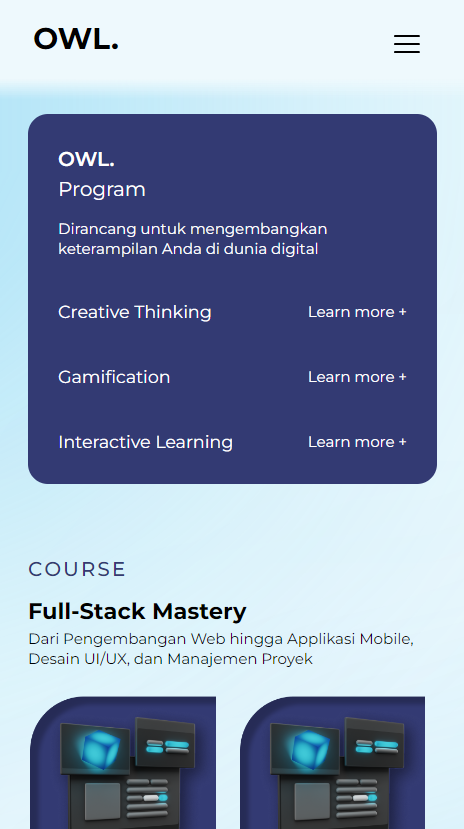 OWL.
OWL.
Program
Dirancang untuk mengembangkan
keterampilan Anda di dunia digital
Creative Thinking Learn more +
Gamification Learn more +
Interactive Learning Learn more +
COURSE
Full-Stack Mastery
Dari Pengembangan Web hingga Applikasi Mobile,
Desain UI/UX, dan Manajemen Proyek